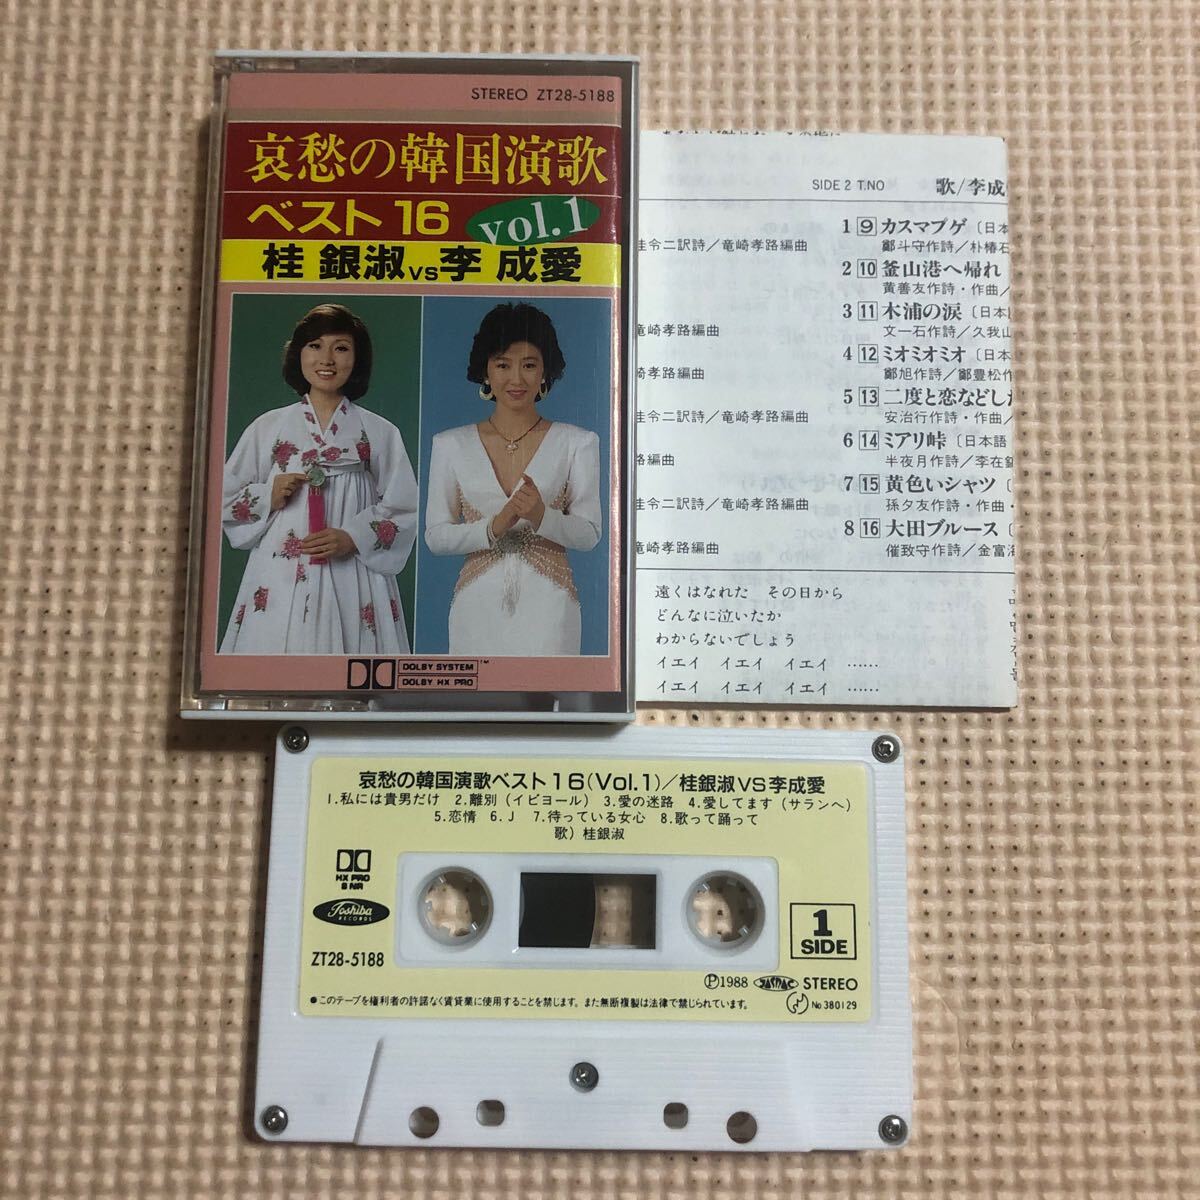 STEREO ZT28-5188
哀愁の韓国演歌
ベスト16 vol.1
桂 銀淑 vs 李 成愛
DOLBY SYSTEM™
DOLBY HX PRO
SIDE 2 T.NO 歌/李成
1 9 カスマプゲ〔日本
桂令二訳詩/竜崎孝路編曲
鄭斗守作詩/朴椿石
2 10 釜山港へ帰れ
黄善友作詩・作曲/
3 11 木浦の涙〔日本
竜崎孝路編曲
文一石作詩/久我山
4 12 ミオミオミオ〔日本
竜崎孝路編曲
鄭旭作詩/鄭豊松作
5 13 二度と恋などした
桂令二訳詩/竜崎孝路編曲
安治行作詩・作曲/
6 14 ミアリ峠〔日本語
路編曲
半夜月作詩/李在
7 15 黄色いシャツ〔
桂令二訳詩/竜崎孝路編曲
孫夕友作詩・作曲・
8 16 大田ブルース〔
竜崎孝路編曲
催致守作詩/金富海
遠くはなれた その日から
どんなに泣いたか
わからないでしょう
イエイ イエイ イエイ ……
イエイ イエイ イエイ ……
哀愁の韓国演歌ベスト16(Vol.1)/桂銀淑VS李成愛
1.私には貴男だけ 2.離別(イビョール) 3.愛の迷路 4.愛してます(サランヘ)
5.恋情 6.J 7.待っている女心 8.歌って踊って
歌)桂銀淑
HX PRO
B NR
Toshiba
RECORDS
ZT28-5188
1
SIDE
Ⓟ1988 JASRAC STEREO
●このテープを権利者の許諾なく賃貸業に使用することを禁じます。また無断複製は法律で禁じられています。
No.380129